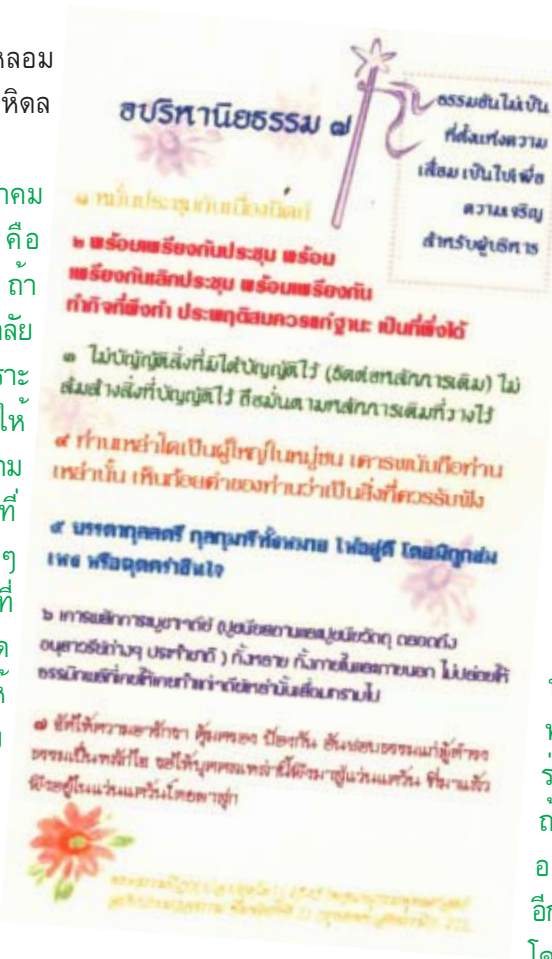 หลอม
หิดล
าคม
คือ
ถ้า
ลัย
ราะ
ให้
าม
ที่
ๆ
ที่
ด
ห้
อปริหานิยธรรม ๗
ธรรมอันไม่เป็น
ที่ตั้งแห่งความ
เสื่อม เป็นไปเพื่อ
ความเจริญ
สำหรับผู้บริหาร
๑ หมั่นประชุมกันเนืองนิตย์
๒ พร้อมเพรียงกันประชุม พร้อม
เพรียงกันเลิกประชุม พร้อมเพรียงกัน
ทำกิจที่พึงทำ ประพฤติสมควรแก่ฐานะ เป็นที่พึ่งได้
๓ ไม่บัญญัติสิ่งที่มิได้บัญญัติไว้ (ขัดต่อหลักการเดิม) ไม่
ล้มล้างสิ่งที่บัญญัติไว้ ถือมั่นตามหลักการเดิมที่วางไว้
๔ ท่านเหล่าใดเป็นผู้ใหญ่ในหมู่ชน เคารพนับถือท่าน
เหล่านั้น เห็นถ้อยคำของท่านว่าเป็นสิ่งที่ควรรับฟัง
๕ บรรดากุลสตรี กุลกุมารีทั้งหลาย ให้อยู่ดี โดยมิถูกข่ม
เหง หรือฉุดคร่าขืนใจ
๖ เคารพสักการะบูชาเจดีย์ (ปูชนียสถานและปูชนียวัตถุ ตลอดถึง
อนุสาวรีย์ต่างๆ ประจำชาติ ) ทั้งหลาย ทั้งภายในและภายนอก ไม่ปล่อยให้
ธรรมิกพลีที่เคยให้เคยทำแก่เจดีย์เหล่านั้นเสื่อมทรามไป
๗ จัดให้ความอารักขา คุ้มครอง ป้องกัน อันชอบธรรมแก่ผู้ดำรง
ธรรมเป็นหลักใจ ขอให้บุคคลเหล่านี้พึงมาสู่แว่นแคว้น ที่มาแล้ว
พึงอยู่ในแว่นแคว้นโดยผาสุก
ร่
ถ้
อ
อีก
โด